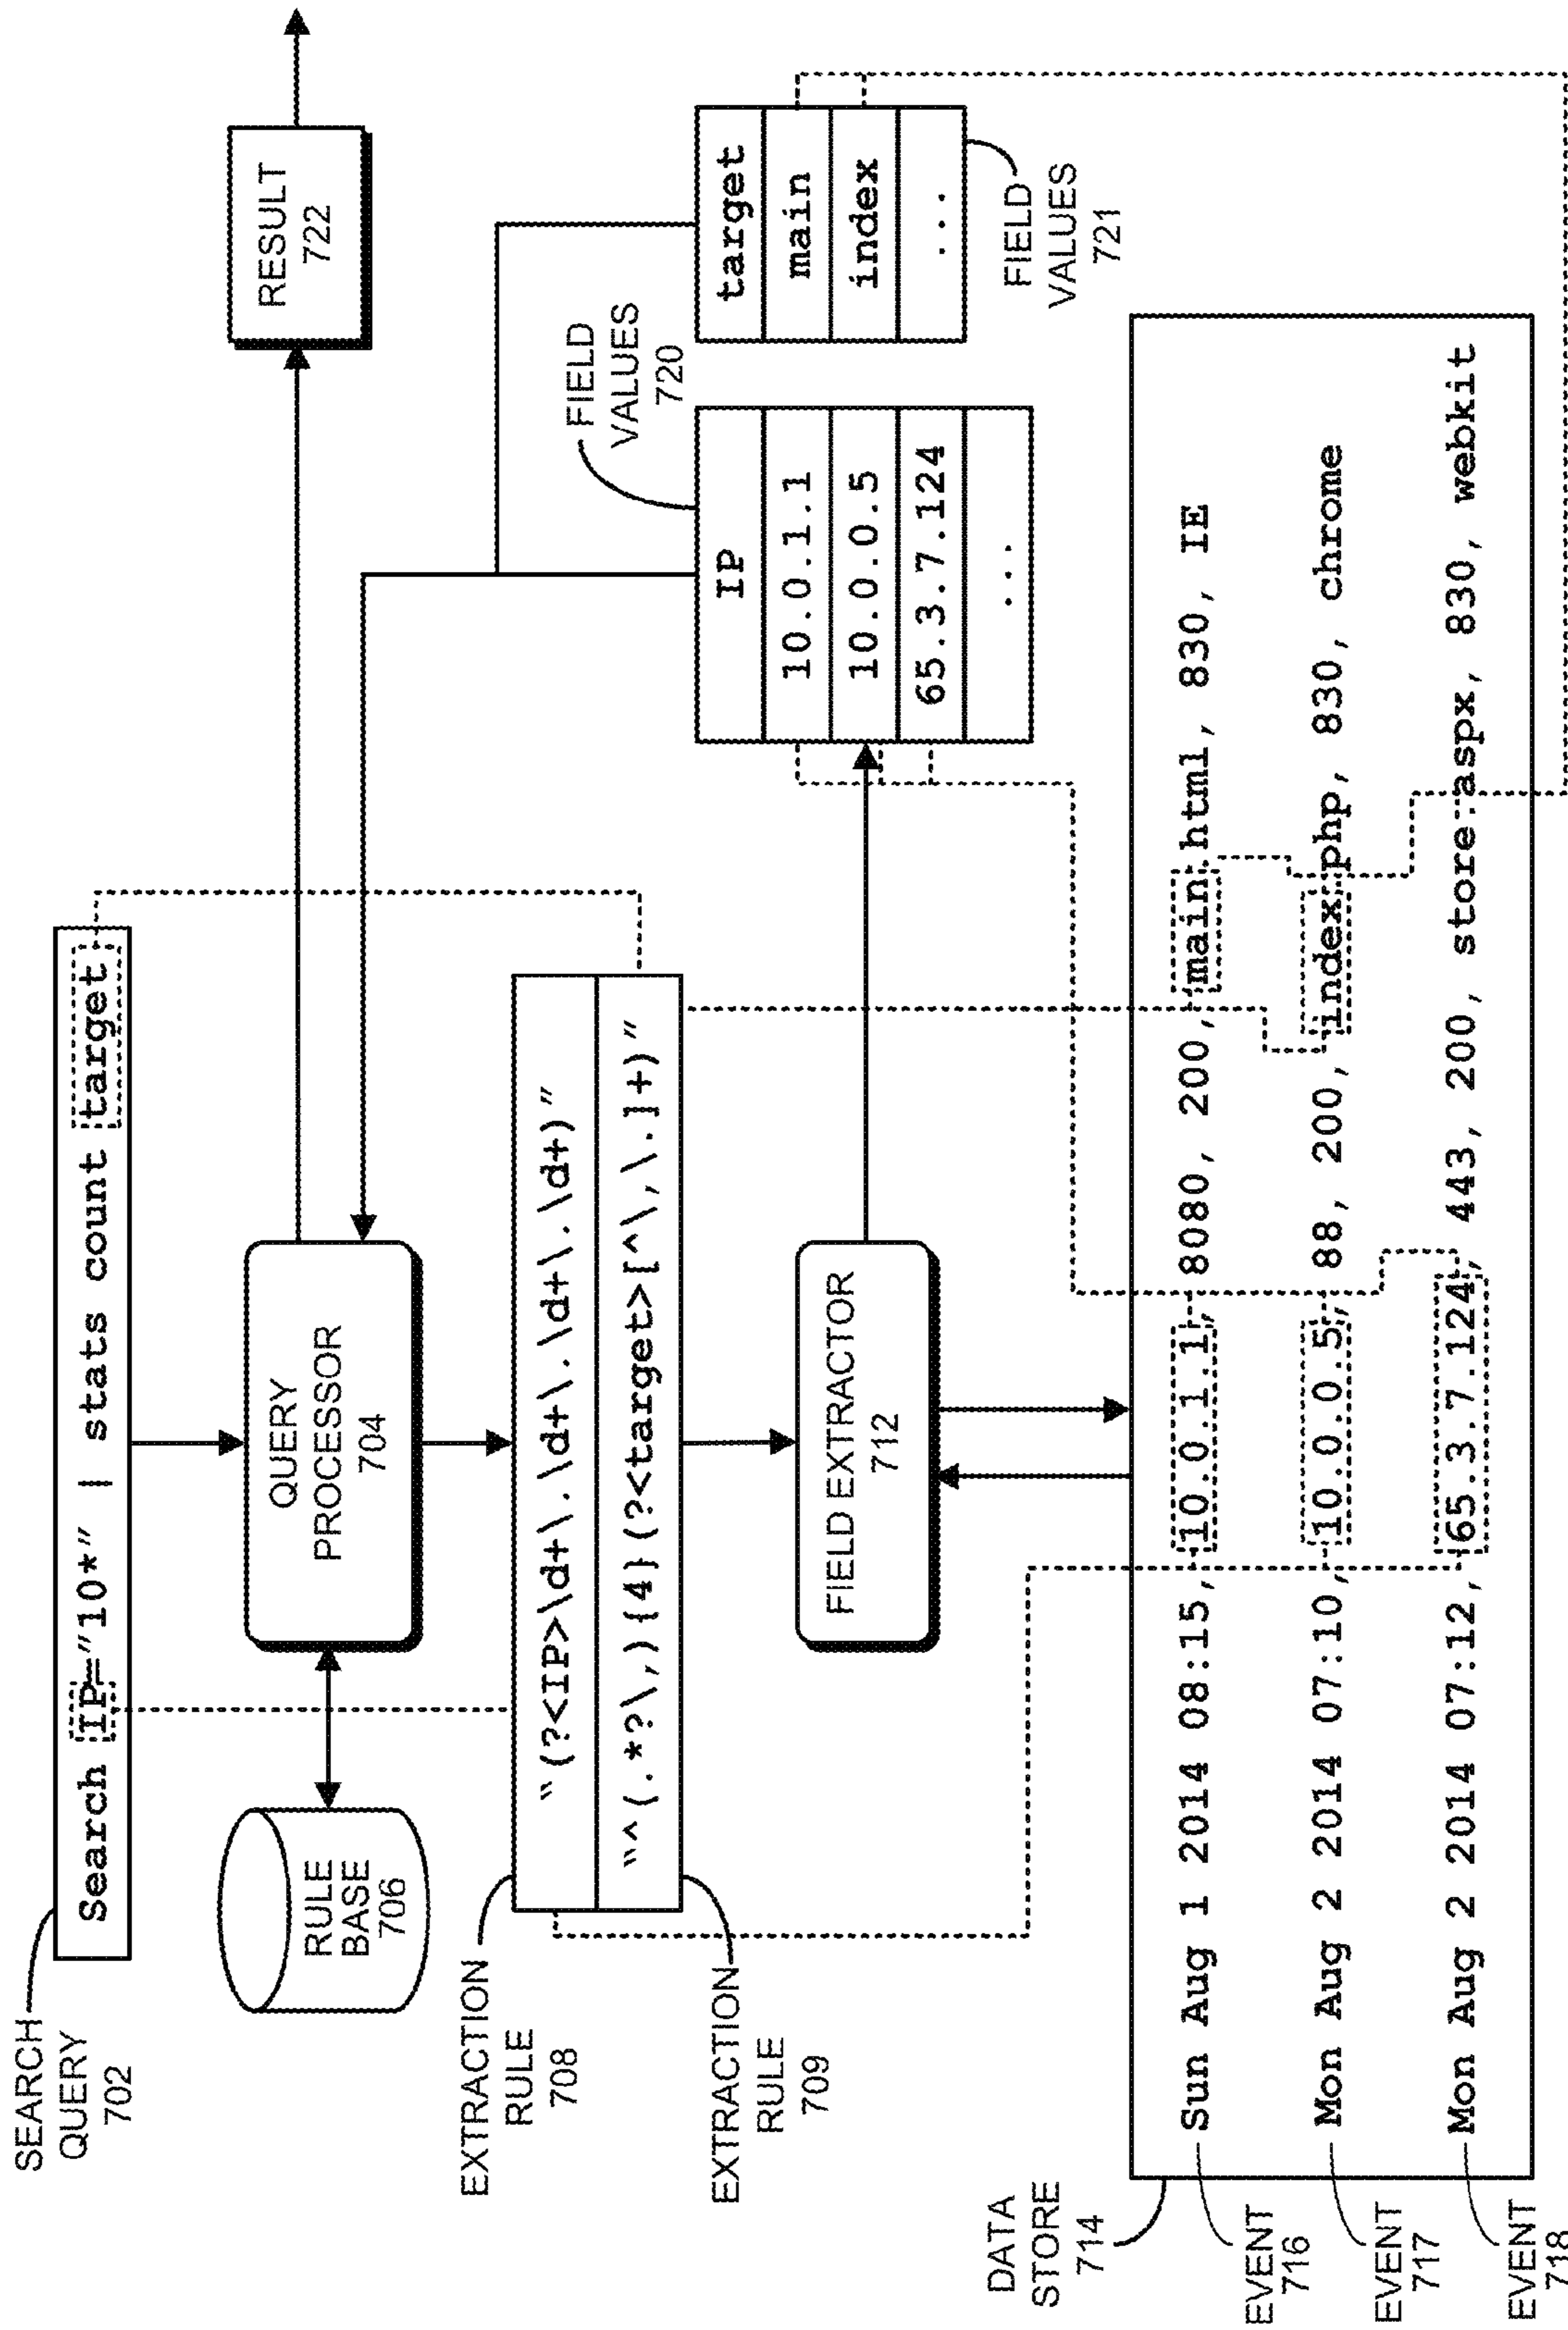 SEARCH
QUERY
702
Search IP="10*" | stats count target
RULE
BASE
706
QUERY
PROCESSOR
704
RESULT
722
EXTRACTION
RULE
708
"(?<IP>\d+\.\d+\.\d+\.\d+)"
"^(.*?\,){4}(?<target>[^\,\.]+)"
EXTRACTION
RULE
709
FIELD EXTRACTOR
712
FIELD
VALUES
720
IP
10.0.1.1
10.0.0.5
65.3.7.124
...
target
main
index
...
FIELD
VALUES
721
DATA
STORE
714
EVENT
716
Sun Aug 1 2014 08:15, 10.0.1.1, 8080, 200, main.html, 830, IE
EVENT
717
Mon Aug 2 2014 07:10, 10.0.0.5, 88, 200, index.php, 830, chrome
EVENT
718
Mon Aug 2 2014 07:12, 65.3.7.124, 443, 200, store.aspx, 830, webkit